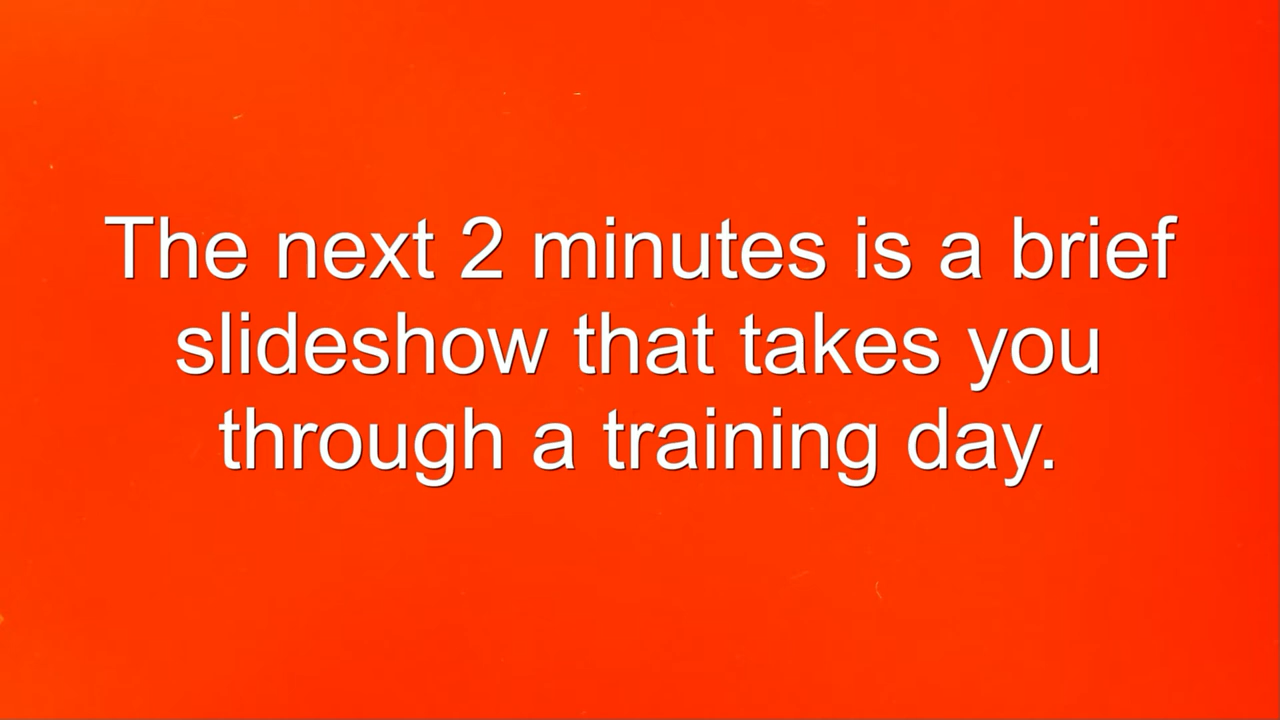 The next 2 minutes is a brief
slideshow that takes you
through a training day.